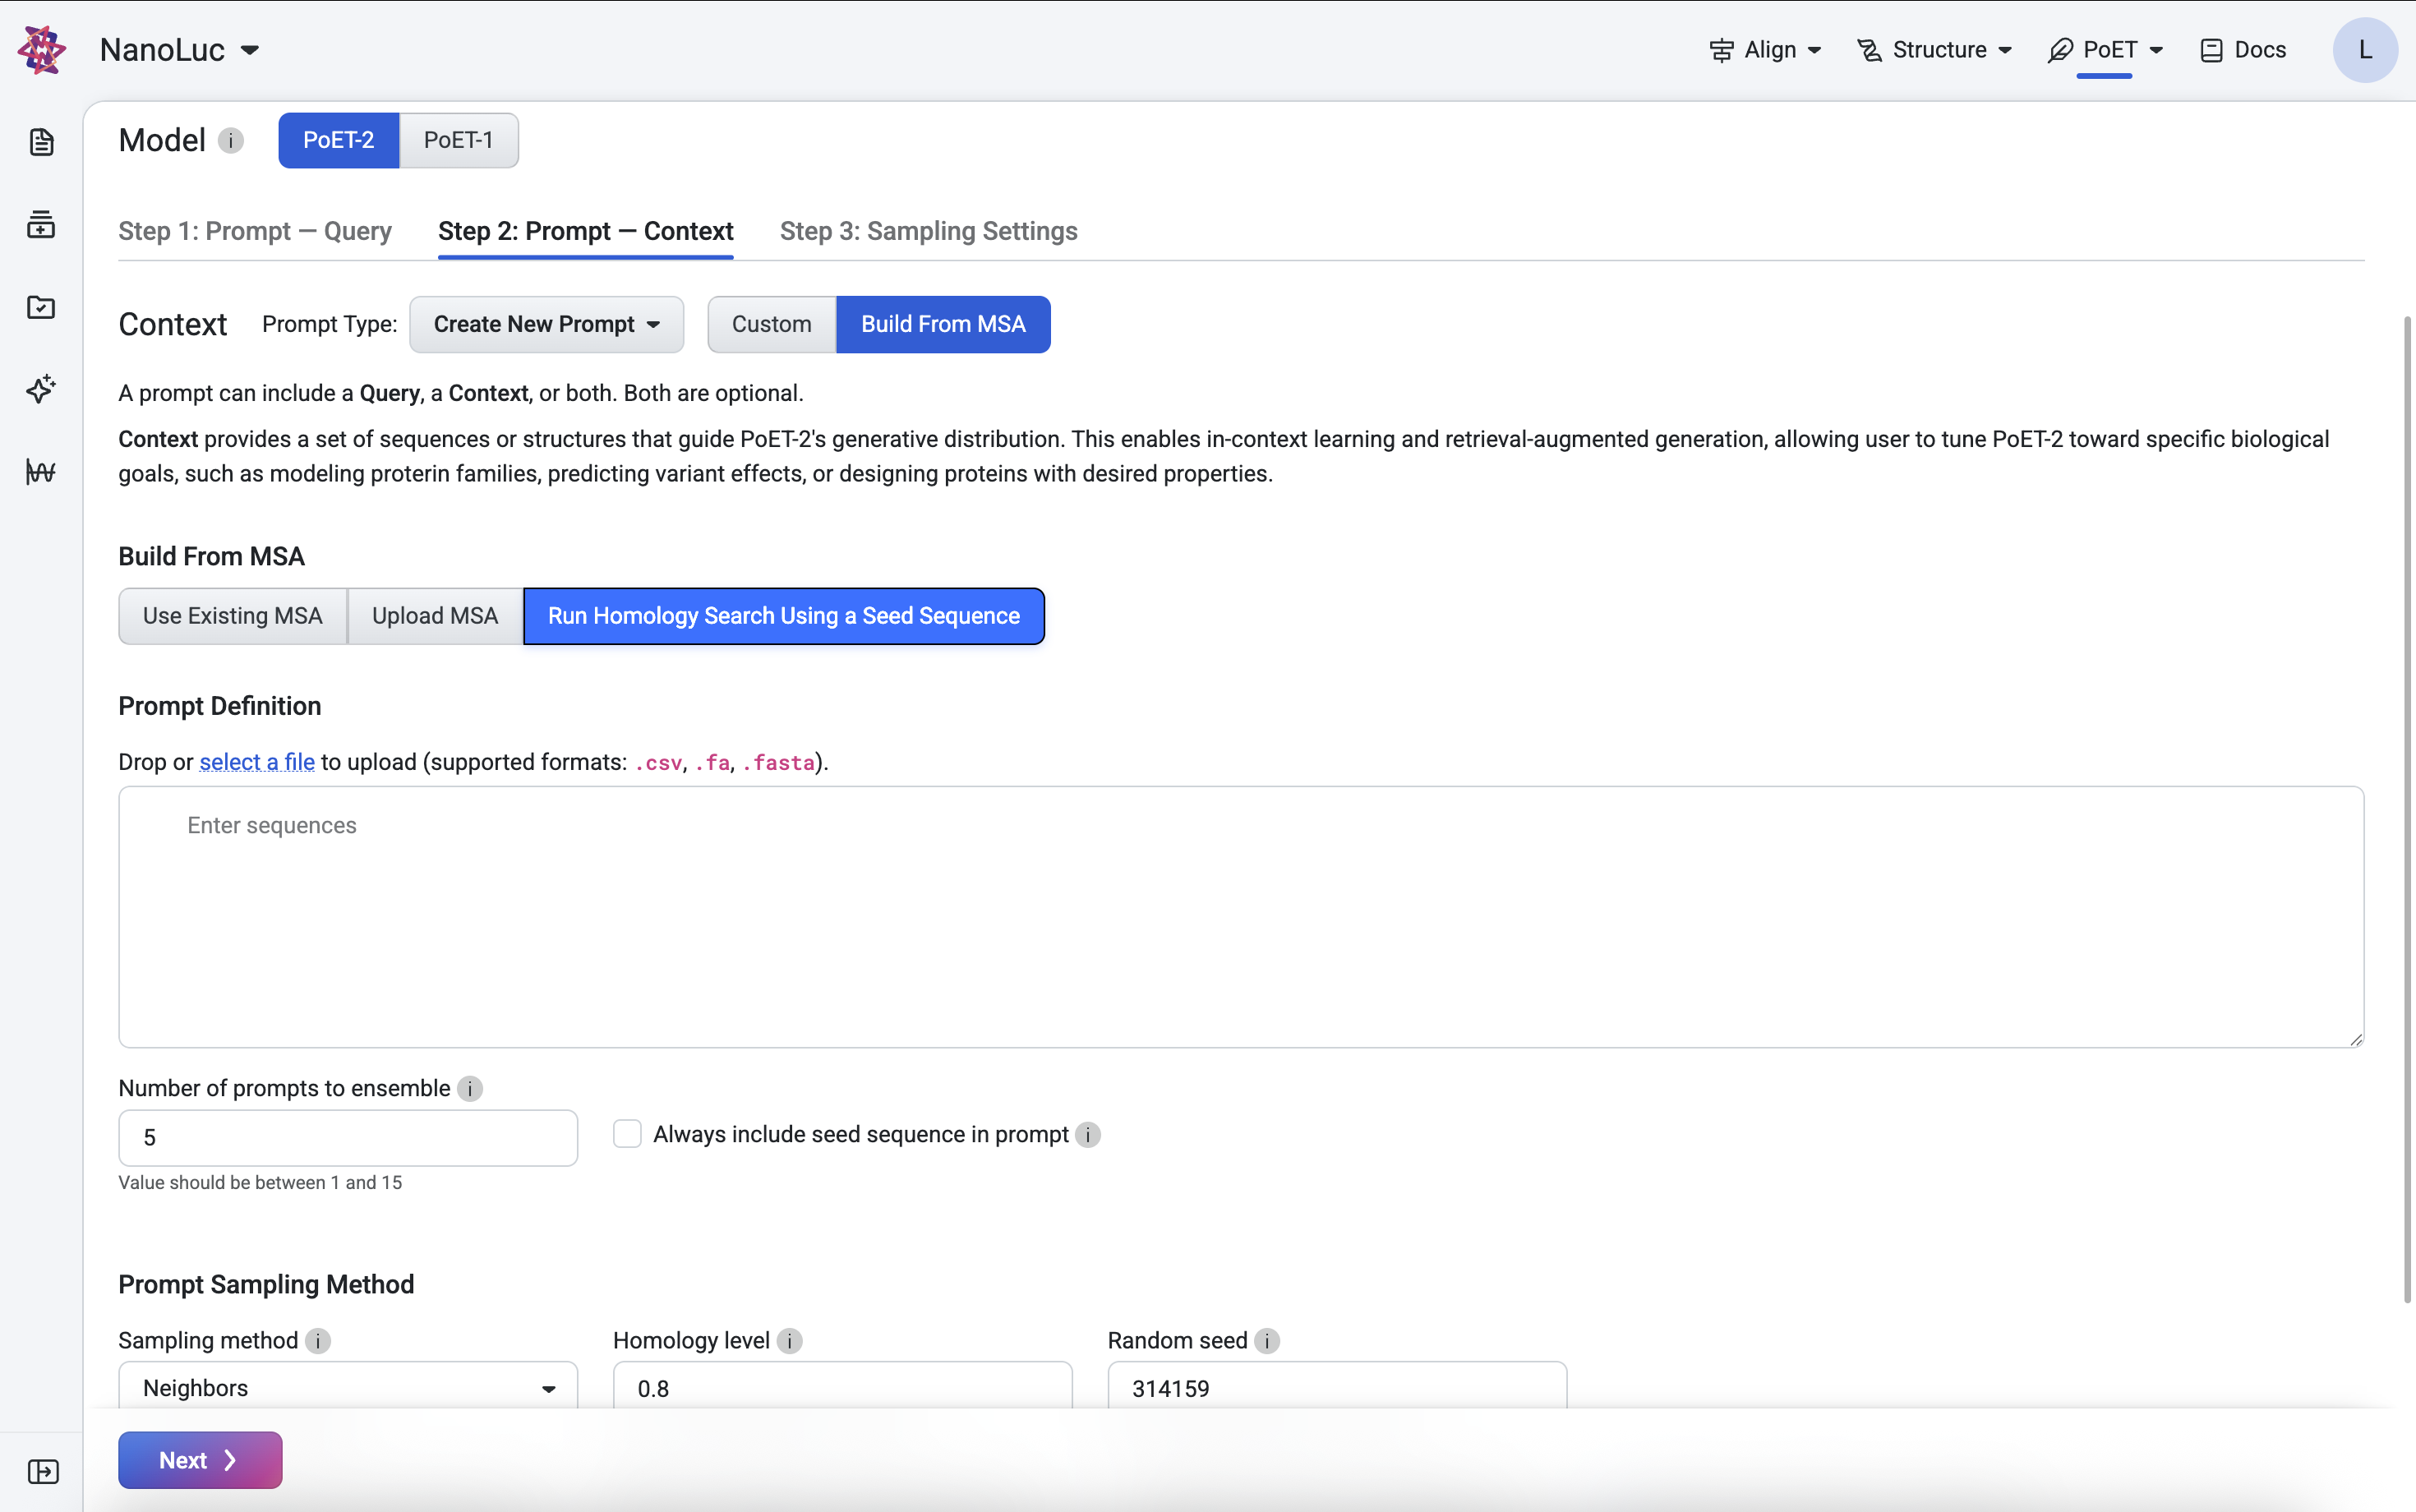 NanoLuc
Align
Structure
PoET
Docs
L
Model i
PoET-2
PoET-1
Step 1: Prompt — Query
Step 2: Prompt — Context
Step 3: Sampling Settings
Context
Prompt Type:
Create New Prompt
Custom
Build From MSA
A prompt can include a Query, a Context, or both. Both are optional.
Context provides a set of sequences or structures that guide PoET-2's generative distribution. This enables in-context learning and retrieval-augmented generation, allowing user to tune PoET-2 toward specific biological
goals, such as modeling proterin families, predicting variant effects, or designing proteins with desired properties.
Build From MSA
Use Existing MSA
Upload MSA
Run Homology Search Using a Seed Sequence
Prompt Definition
Drop or select a file to upload (supported formats: .csv, .fa, .fasta).
Enter sequences
Number of prompts to ensemble i
5
Always include seed sequence in prompt i
Value should be between 1 and 15
Prompt Sampling Method
Sampling method i
Homology level i
Random seed i
Neighbors
0.8
314159
Next